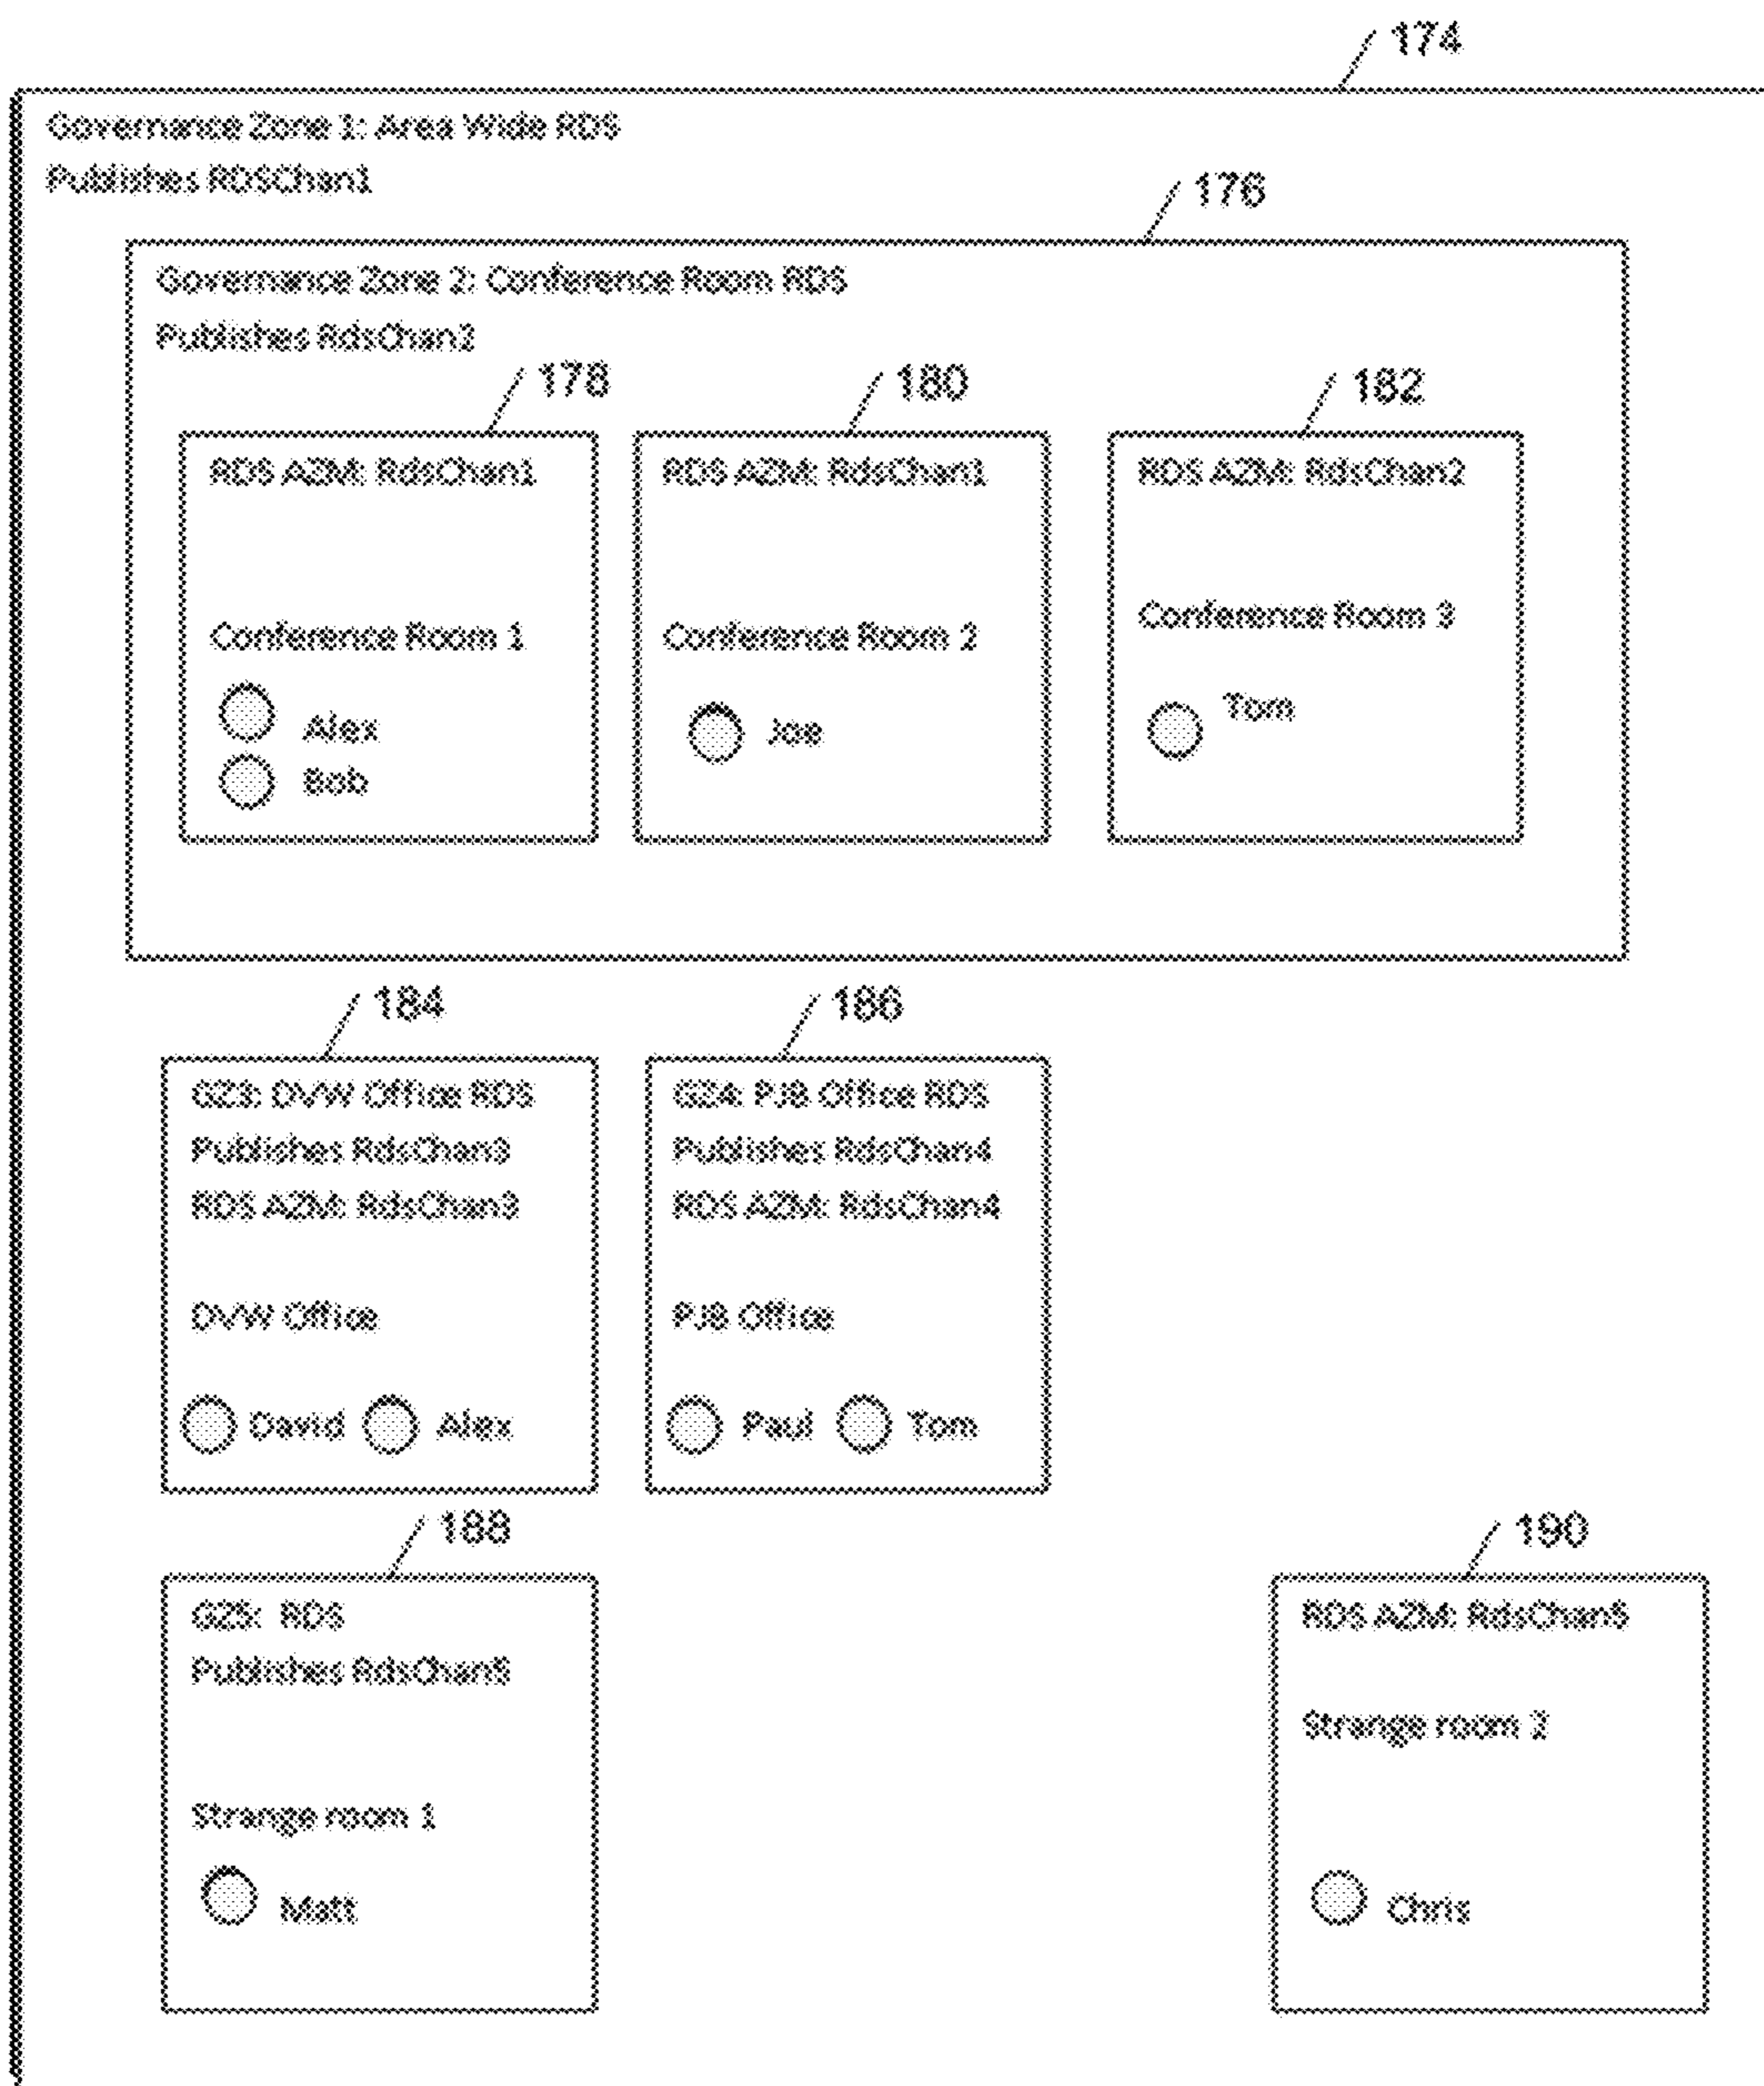 174
Governance Zone 1: Area Wide RDS
Publishes RDSChan1
176
Governance Zone 2: Conference Room RDS
Publishes RdsChan2
178
180
182
RDS AZM: RdsChan1
RDS AZM: RdsChan1
RDS AZM: RdsChan2
Conference Room 1
Conference Room 2
Conference Room 3
Alex
Joe
Tom
Bob
184
186
GZ3: DVW Office RDS
Publishes RdsChan3
RDS AZM: RdsChan3
DVW Office
David Alex
GZ4: PJB Office RDS
Publishes RdsChan4
RDS AZM: RdsChan4
PJB Office
Paul Tom
188
190
GZ5: RDS
Publishes RdsChan5
Strange room 1
Matt
RDS AZM: RdsChan5
Strange room 2
Chris